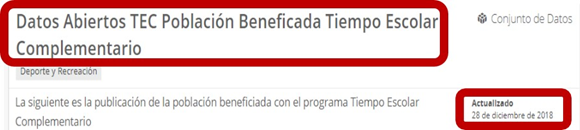 Datos Abiertos TEC Población Beneficada Tiempo Escolar
Complementario
Conjunto de Datos
Deporte y Recreación
La siguiente es la publicación de la población beneficiada con el programa Tiempo Escolar
Complementario
Actualizado
28 de diciembre de 2018